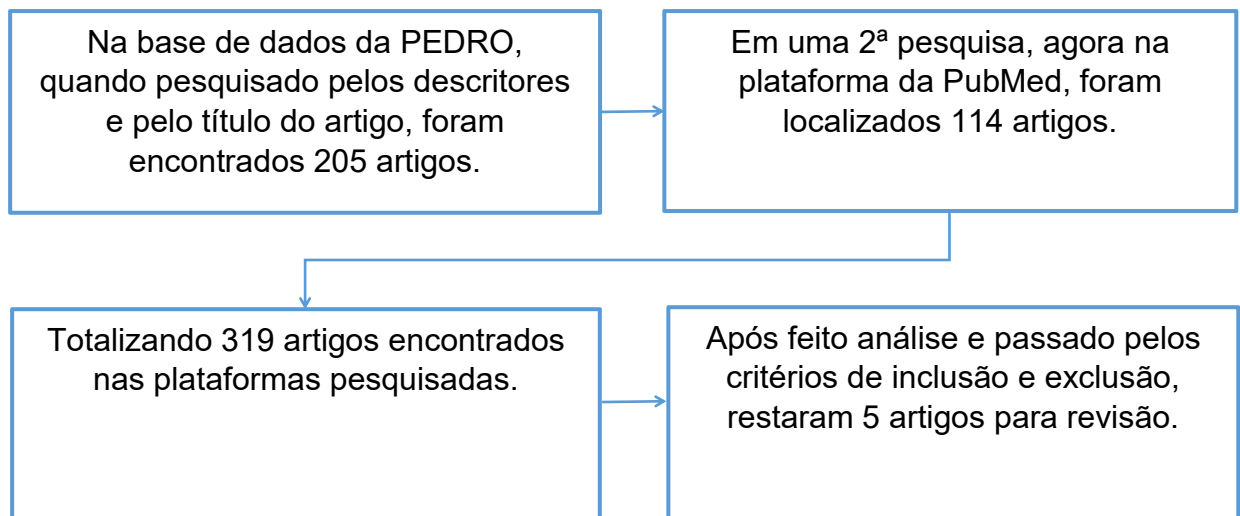 Na base de dados da PEDRO,
quando pesquisado pelos descritores
e pelo título do artigo, foram
encontrados 205 artigos.
Em uma 2ª pesquisa, agora na
plataforma da PubMed, foram
localizados 114 artigos.
Totalizando 319 artigos encontrados
nas plataformas pesquisadas.
Após feito análise e passado pelos
critérios de inclusão e exclusão,
restaram 5 artigos para revisão.